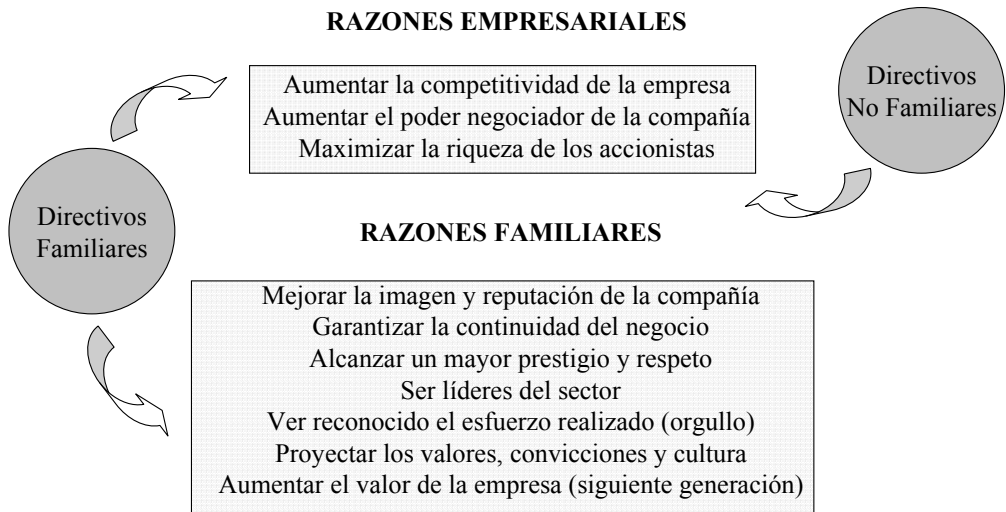 RAZONES EMPRESARIALES
Aumentar la competitividad de la empresa
Aumentar el poder negociador de la compañía
Maximizar la riqueza de los accionistas
Directivos
No Familiares
Directivos
Familiares
RAZONES FAMILIARES
Mejorar la imagen y reputación de la compañía
Garantizar la continuidad del negocio
Alcanzar un mayor prestigio y respeto
Ser líderes del sector
Ver reconocido el esfuerzo realizado (orgullo)
Proyectar los valores, convicciones y cultura
Aumentar el valor de la empresa (siguiente generación)